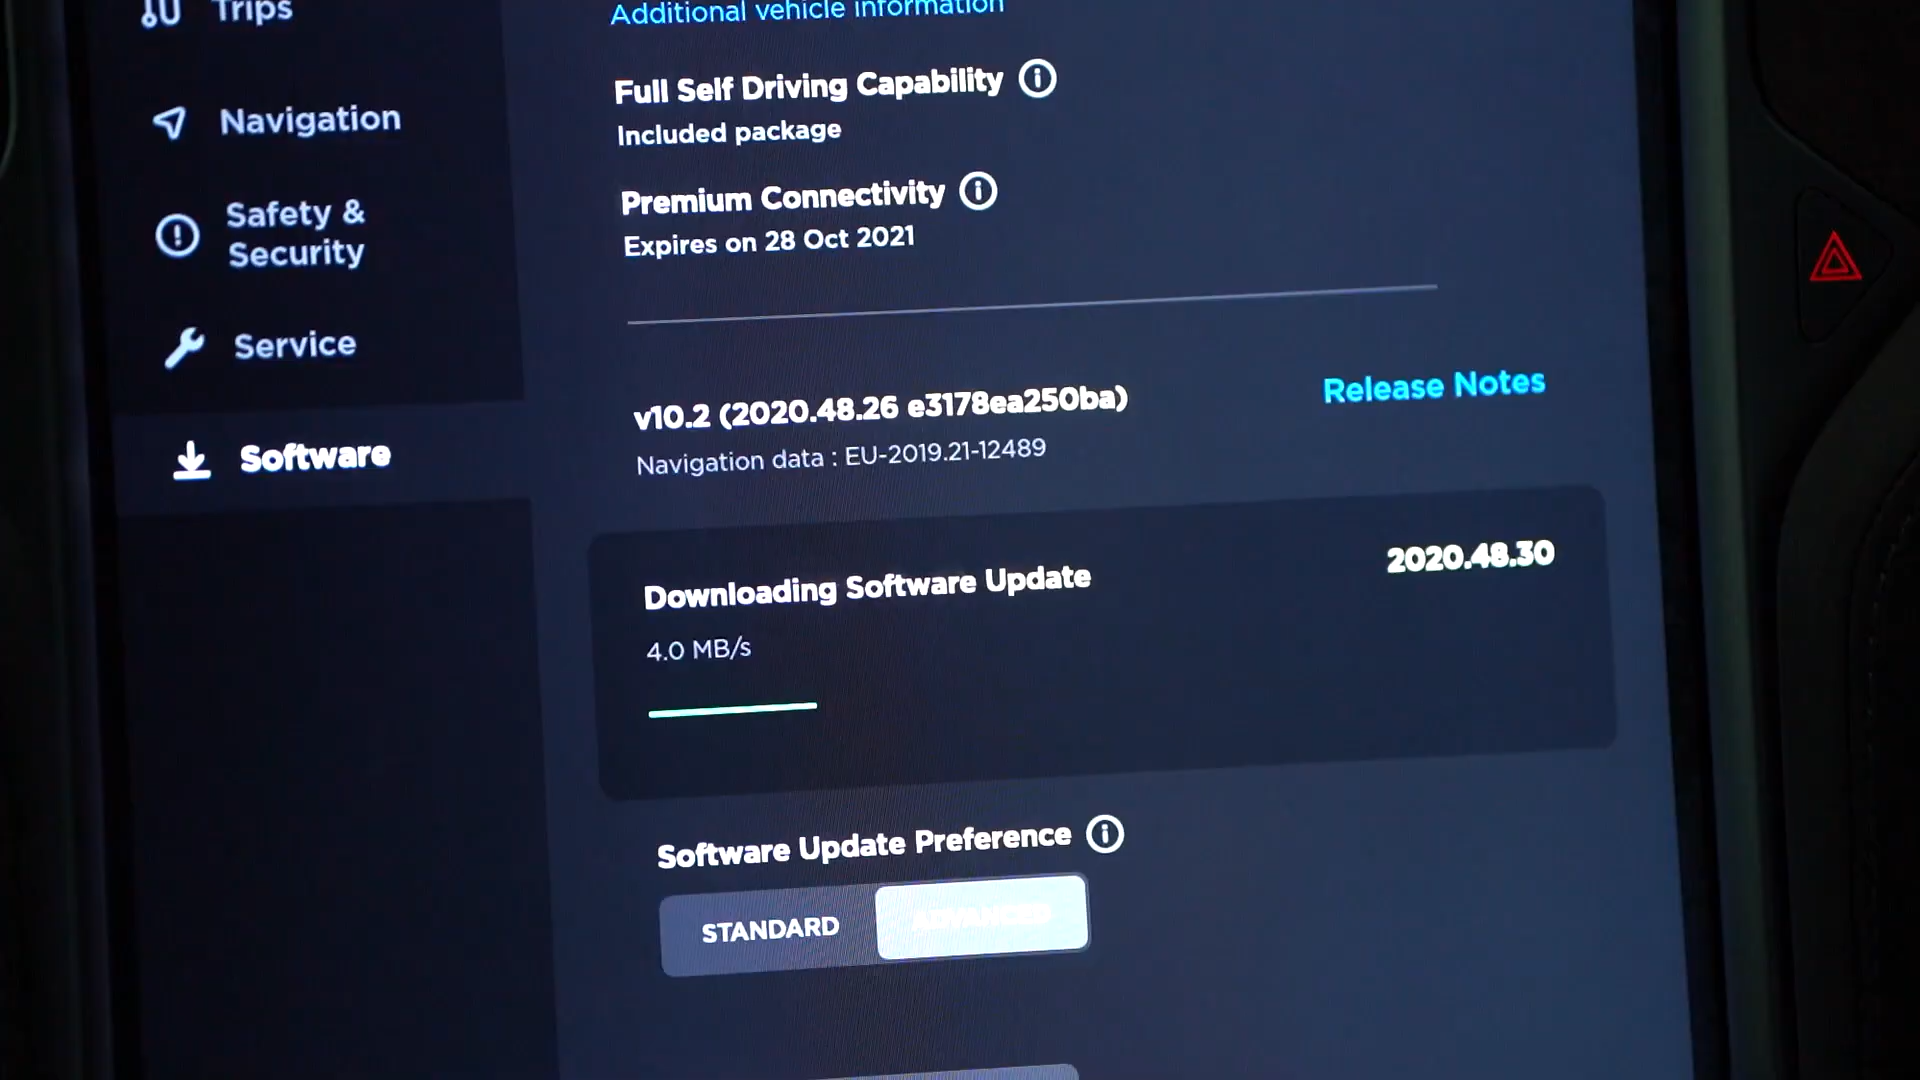 Trips
Navigation
Safety &
Security
Service
Software
Additional vehicle information
Full Self Driving Capability
Included package
Premium Connectivity
Expires on 28 Oct 2021
v10.2 (2020.48.26 e3178ea250ba)
Release Notes
Navigation data : EU-2019.21-12489
Downloading Software Update
2020.48.30
4.0 MB/s
Software Update Preference
STANDARD
ADVANCED